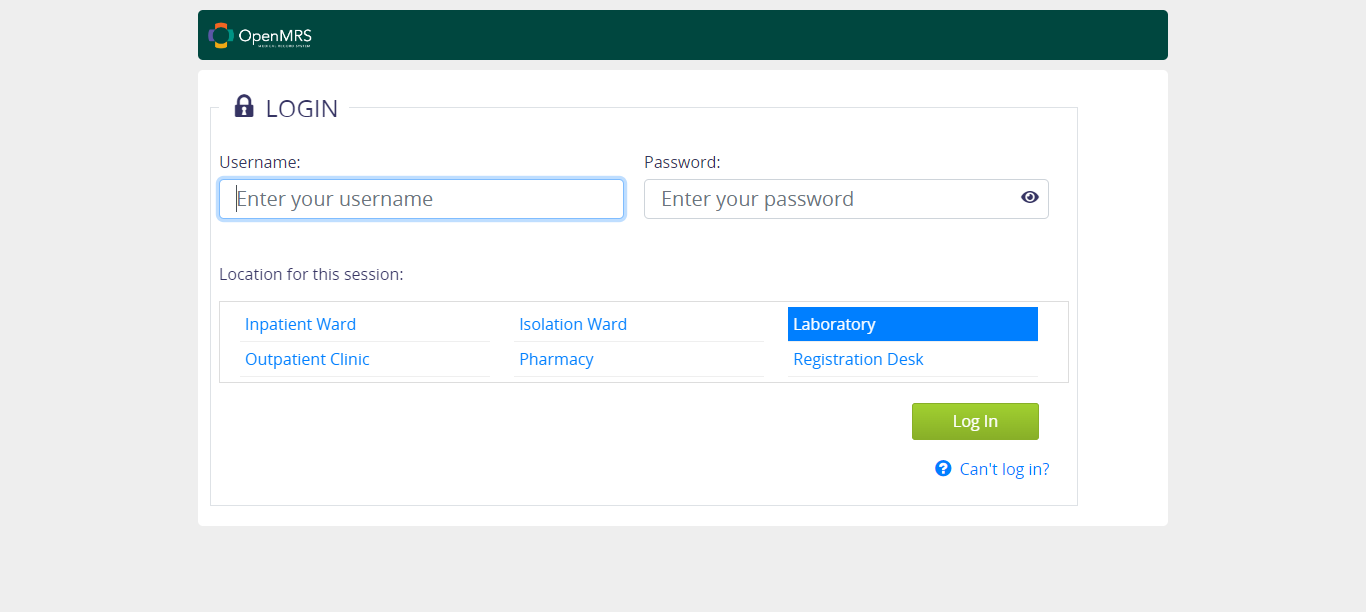 OpenMRS
MEDICAL RECORD SYSTEM
LOGIN
Username: Password:
Enter your username Enter your password
Location for this session:
Inpatient Ward Isolation Ward Laboratory
Outpatient Clinic Pharmacy Registration Desk
Log In
Can't log in?